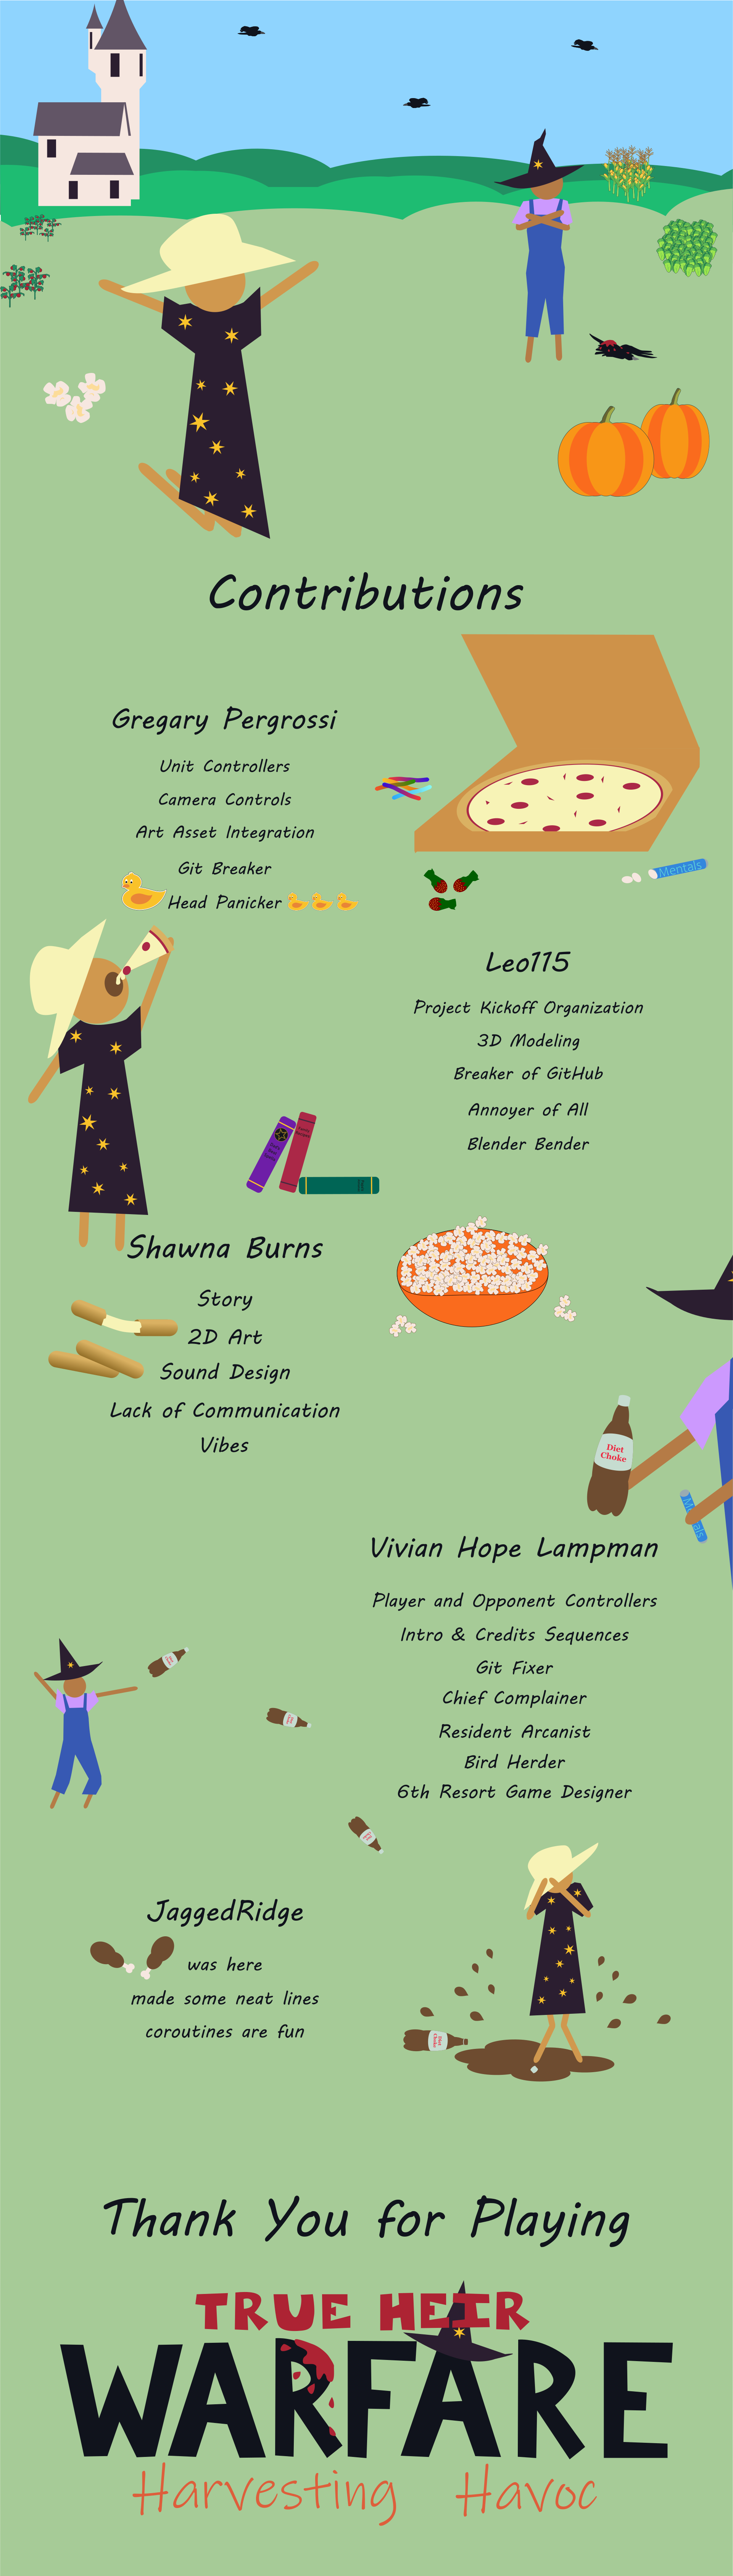 Contributions
Gregary Pergrossi
Unit Controllers
Camera Controls
Art Asset Integration
Git Breaker
Head Panicker
Mentals
Leo115
Project Kickoff Organization
3D Modeling
Breaker of GitHub
Annoyer of All
Blender Bender
Shawna Burns
Story
2D Art
Sound Design
Lack of Communication
Vibes
Diet
Choke
Vivian Hope Lampman
Player and Opponent Controllers
Intro & Credits Sequences
Git Fixer
Chief Complainer
Resident Arcanist
Bird Herder
6th Resort Game Designer
JaggedRidge
was here
made some neat lines
coroutines are fun
Diet
Choke
Thank You for Playing
TRUE HEIR
WARFARE
Harvesting Havoc